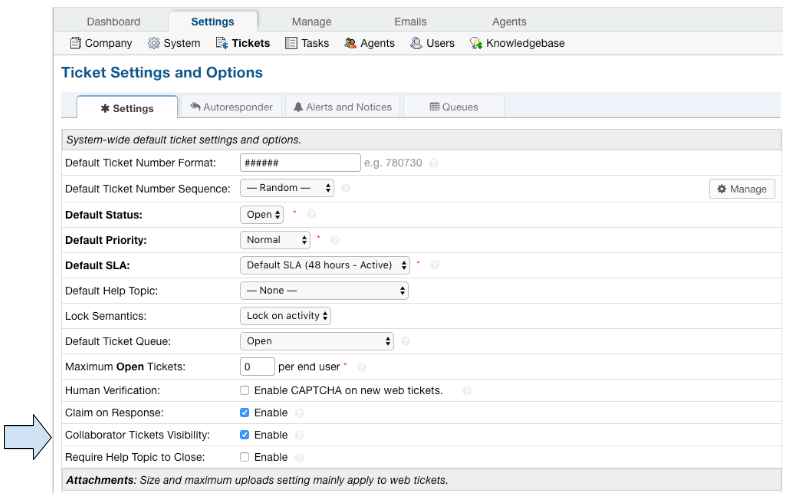 Dashboard Settings Manage Emails Agents
Company System Tickets Tasks Agents Users Knowledgebase
Ticket Settings and Options
Settings Autoresponder Alerts and Notices Queues
System-wide default ticket settings and options.
Default Ticket Number Format: ###### e.g. 780730
Default Ticket Number Sequence: — Random — Manage
Default Status: Open *
Default Priority: Normal *
Default SLA: Default SLA (48 hours - Active) *
Default Help Topic: — None —
Lock Semantics: Lock on activity
Default Ticket Queue: Open
Maximum Open Tickets: 0 per end user *
Human Verification: Enable CAPTCHA on new web tickets.
Claim on Response: Enable
Collaborator Tickets Visibility: Enable
Require Help Topic to Close: Enable
Attachments: Size and maximum uploads setting mainly apply to web tickets.